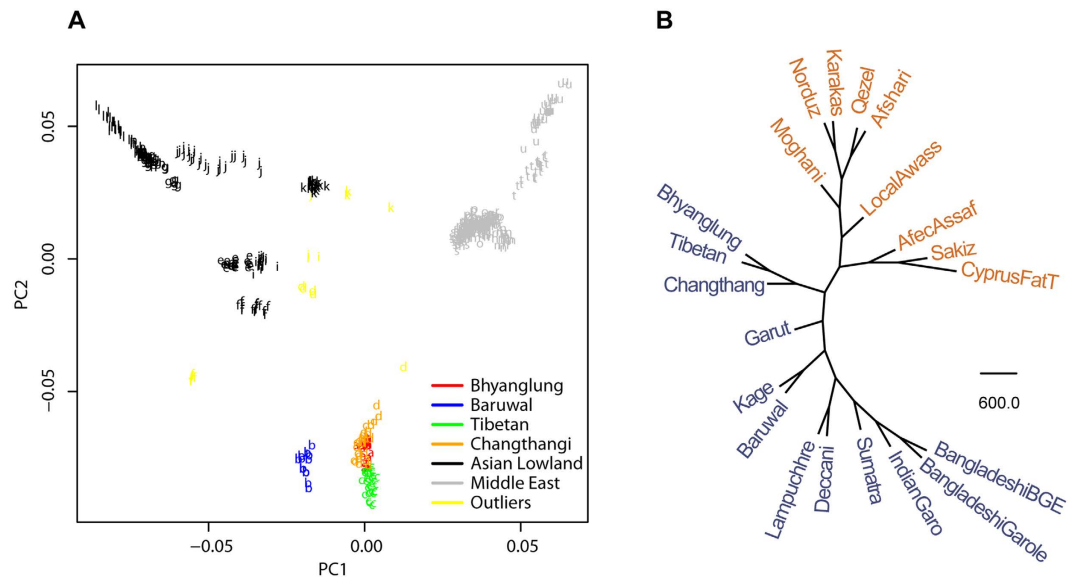 A
B
0.05
0.00
−0.05
PC2
−0.05
0.00
0.05
PC1
Bhyanglung
Baruwal
Tibetan
Changthangi
Asian Lowland
Middle East
Outliers
Norduz
Karakas
Qezel
Afshari
Moghani
LocalAwass
AfecAssaf
Sakiz
CyprusFatT
Bhyanglung
Tibetan
Changthang
Garut
Kage
Baruwal
Lampuchhre
Deccani
Sumatra
IndianGaro
BangladeshiGarole
BangladeshiBGE
600.0